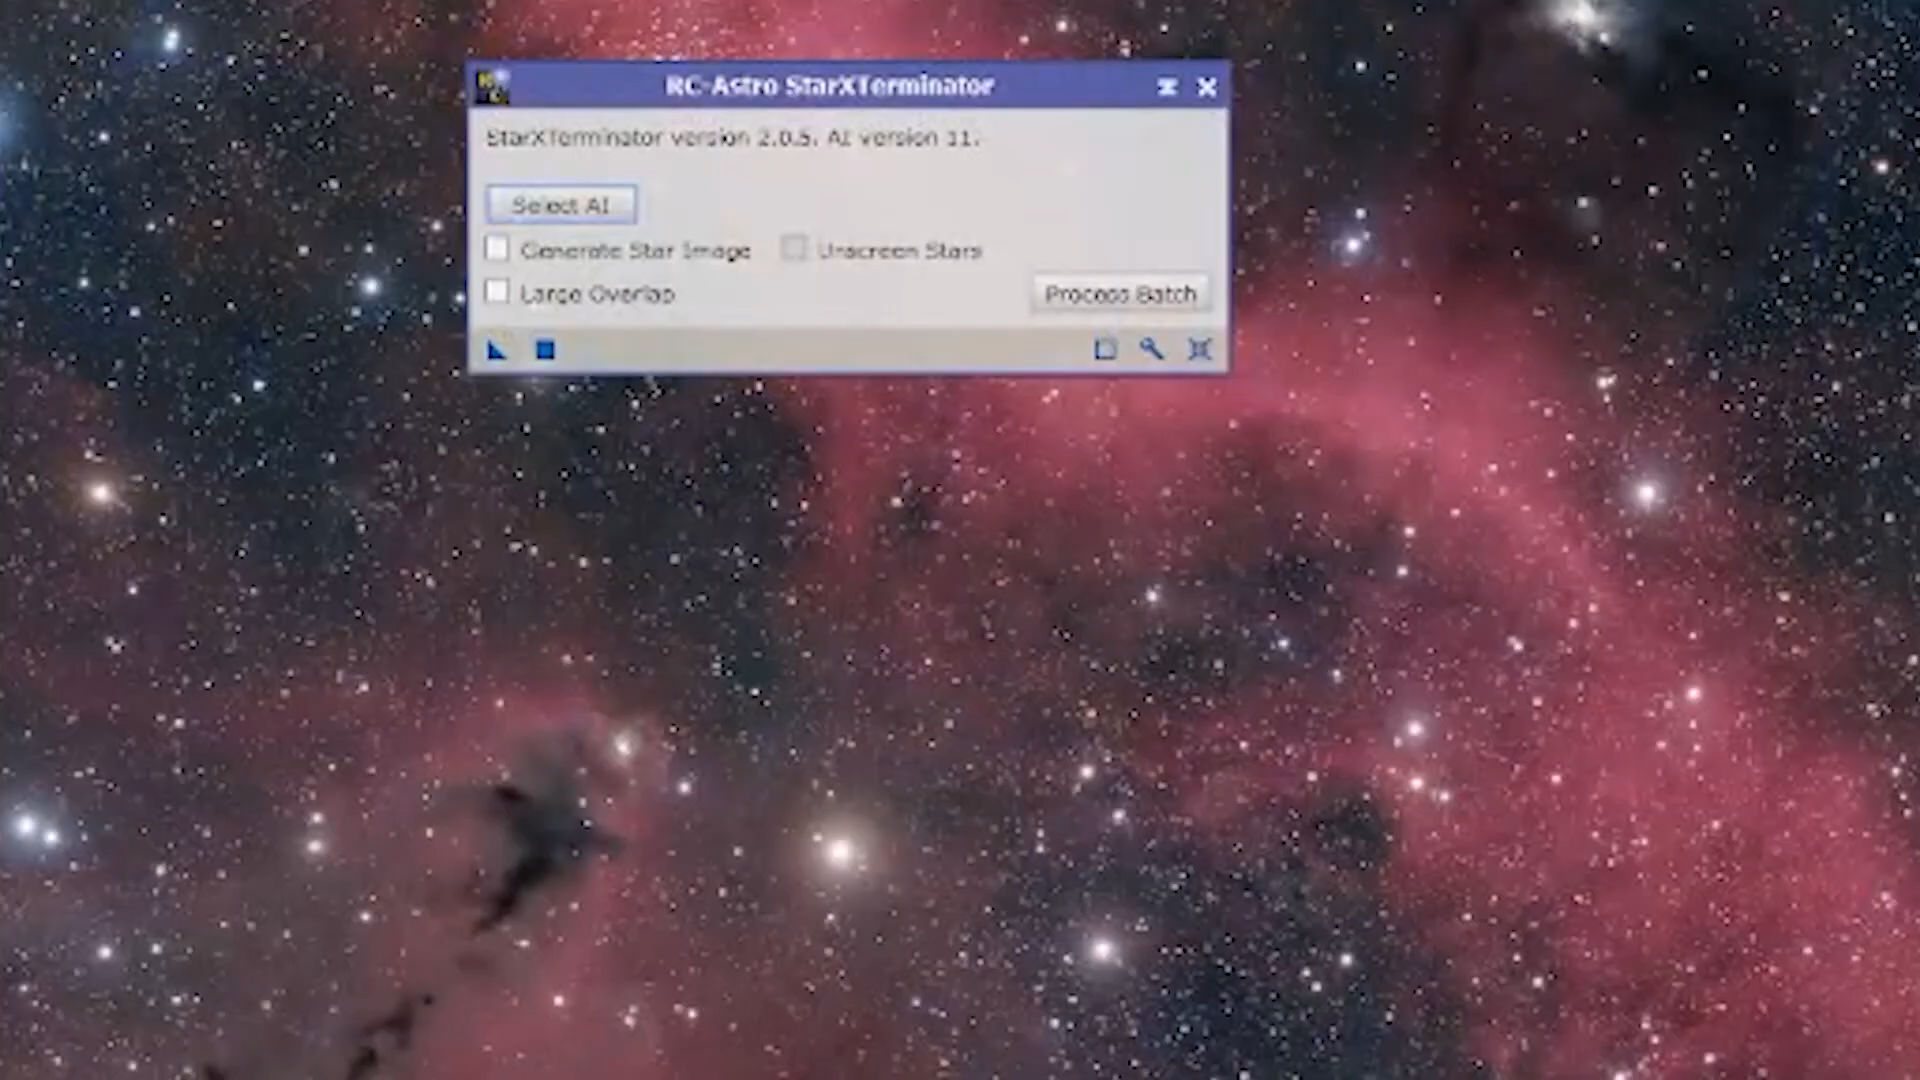 RC-Astro StarXTerminator
StarXTerminator version 2.0.5, AI version 11.
Select AI
Generate Star Image Unscreen Stars
Large Overlap Process Batch